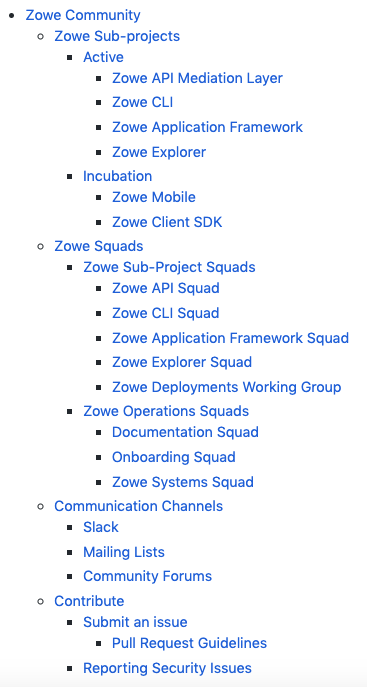 Zowe Community
Zowe Sub-projects
Active
Zowe API Mediation Layer
Zowe CLI
Zowe Application Framework
Zowe Explorer
Incubation
Zowe Mobile
Zowe Client SDK
Zowe Squads
Zowe Sub-Project Squads
Zowe API Squad
Zowe CLI Squad
Zowe Application Framework Squad
Zowe Explorer Squad
Zowe Deployments Working Group
Zowe Operations Squads
Documentation Squad
Onboarding Squad
Zowe Systems Squad
Communication Channels
Slack
Mailing Lists
Community Forums
Contribute
Submit an issue
Pull Request Guidelines
Reporting Security Issues